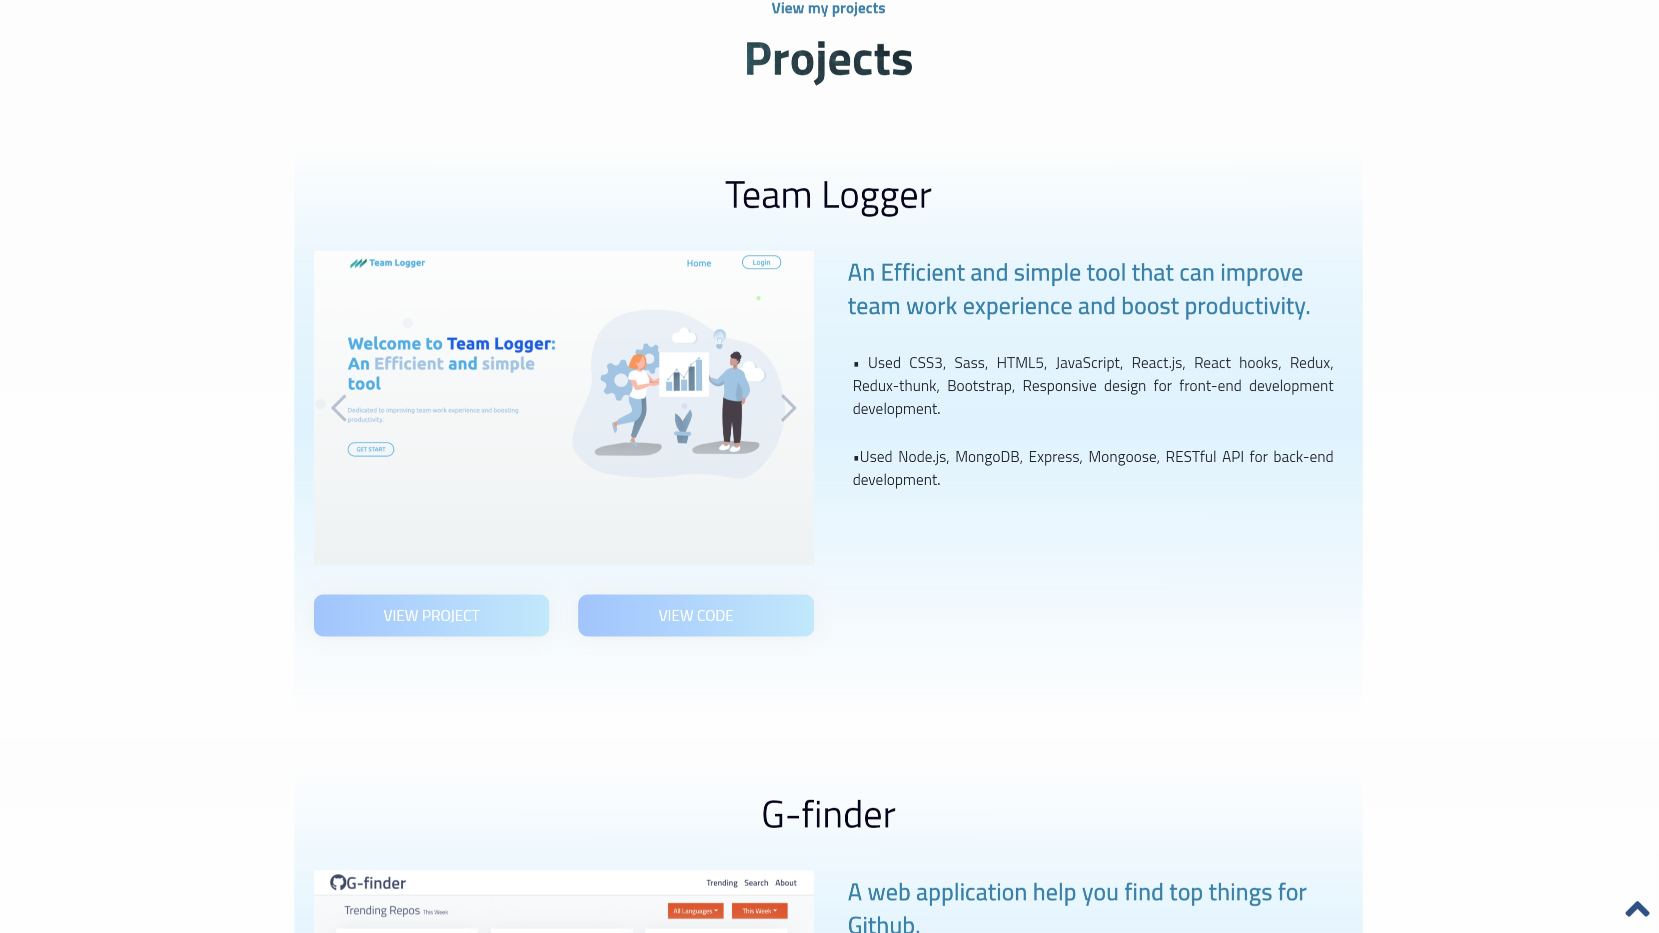 View my projects
Projects
Team Logger
Team Logger
Home
Login
Welcome to Team Logger:
An Efficient and simple
tool
Dedicated to improving team work experience and boosting
productivity.
GET START
An Efficient and simple tool that can improve
team work experience and boost productivity.
▪ Used CSS3, Sass, HTML5, JavaScript, React.js, React hooks, Redux,
Redux-thunk, Bootstrap, Responsive design for front-end development
development.
▪Used Node.js, MongoDB, Express, Mongoose, RESTful API for back-end
development.
VIEW PROJECT
VIEW CODE
G-finder
G-finder
Trending Search About
Trending Repos This Week
All Languages
This Week
A web application help you find top things for
Github.